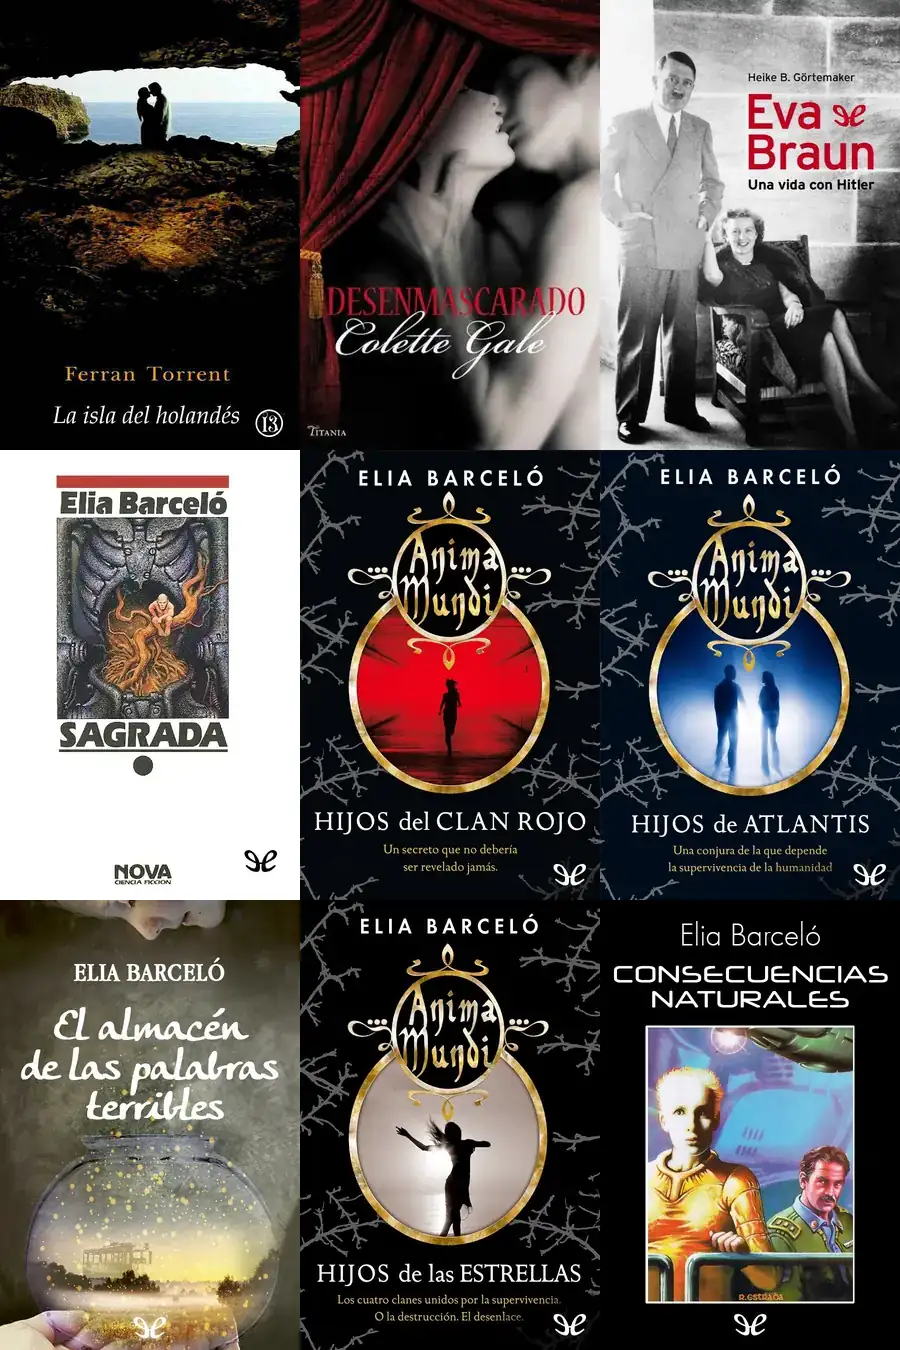 Ferran Torrent
La isla del holandés
13
DESENMASCARADO
Colette Gale
TITANIA
Heike B. Görtemaker
Eva
Braun
Una vida con Hitler
Elia Barceló
SAGRADA
NOVA
CIENCIA FICCIÓN
ELIA BARCELÓ
Anima
Mundi
HIJOS del CLAN ROJO
Un secreto que no debería
ser revelado jamás.
ELIA BARCELÓ
Anima
Mundi
HIJOS de ATLANTIS
Una conjura de la que depende
la supervivencia de la humanidad
ELIA BARCELÓ
El almacén
de las palabras
terribles
ELIA BARCELÓ
Anima
Mundi
HIJOS de las ESTRELLAS
Los cuatro clanes unidos por la supervivencia.
O la destrucción. El desenlace.
Elia Barceló
CONSECUENCIAS
NATURALES
R. ESTRADA